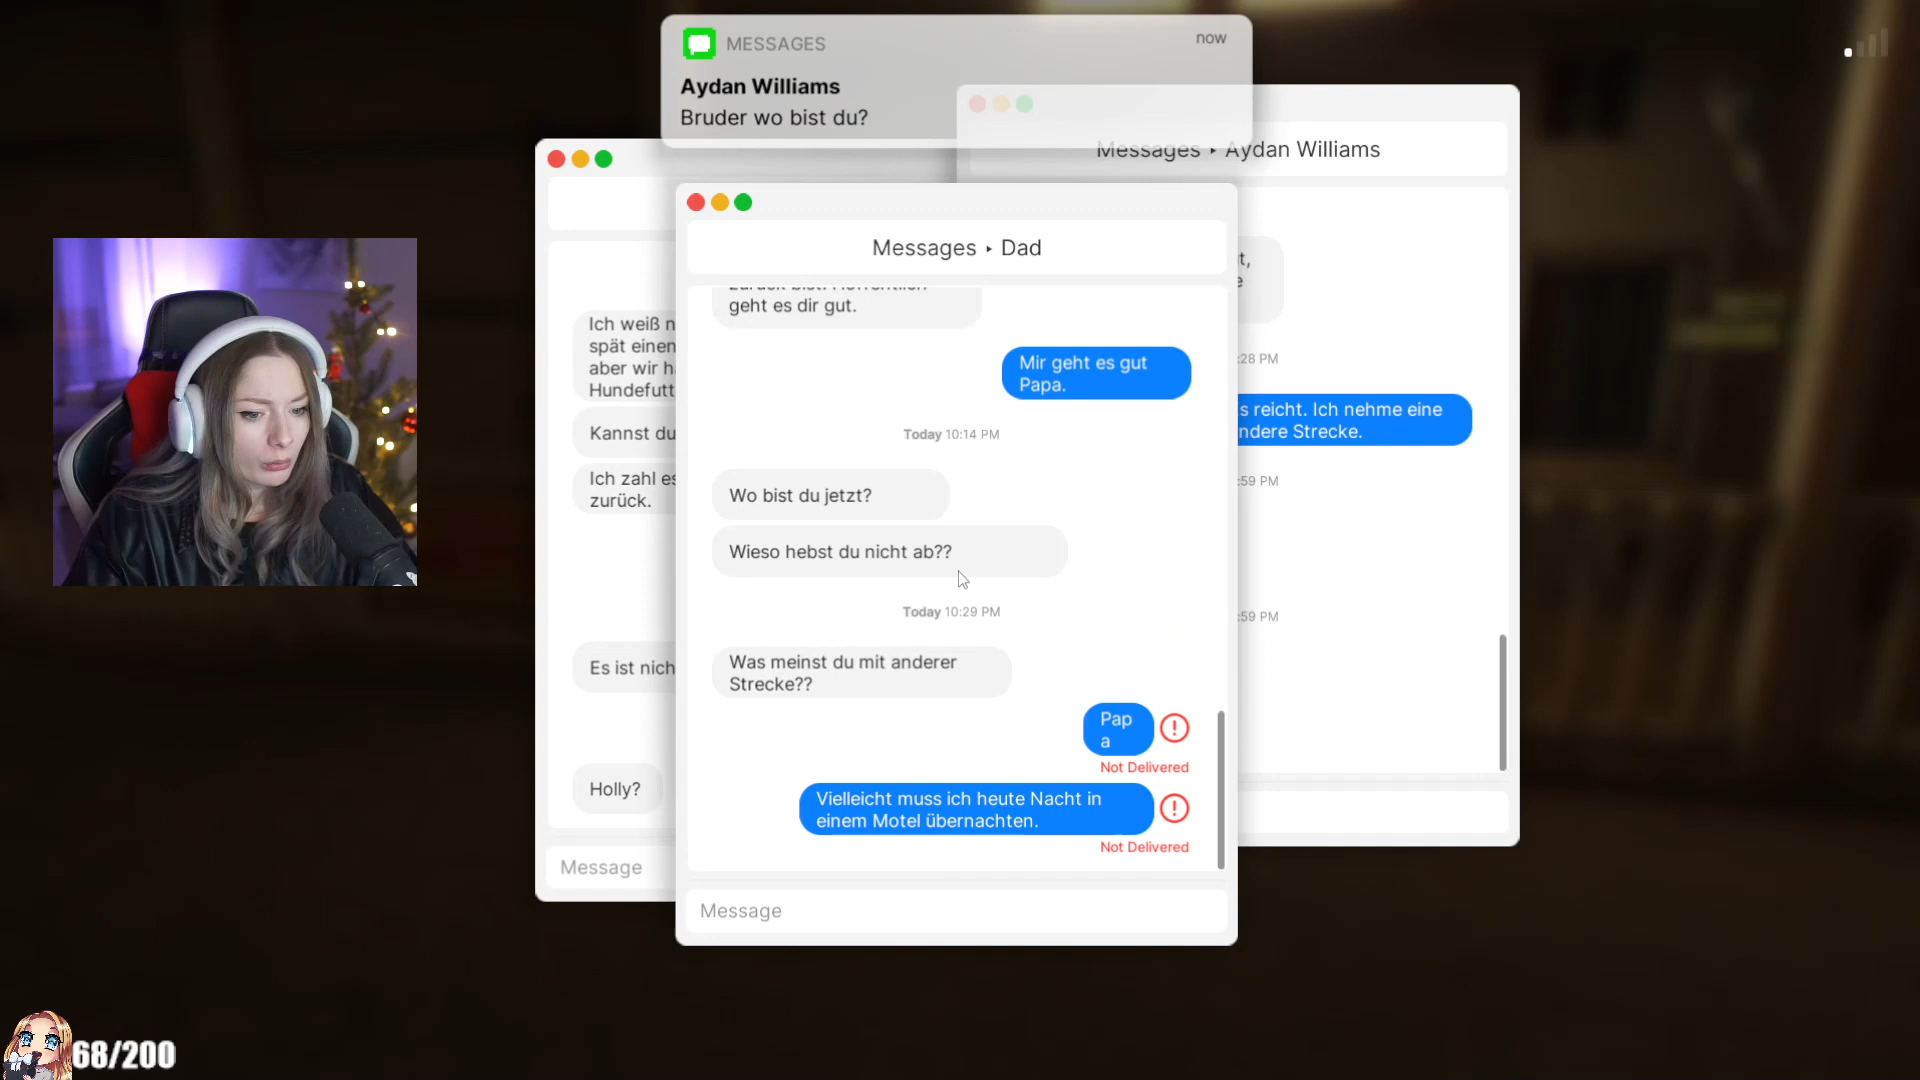 MESSAGES
now
Aydan Williams
Bruder wo bist du?
Messages ‣ Aydan Williams
Messages ‣ Dad
geht es dir gut.
Mir geht es gut
Papa.
Today 10:14 PM
Wo bist du jetzt?
Wieso hebst du nicht ab??
Today 10:29 PM
Was meinst du mit anderer
Strecke??
Pap
a
Not Delivered
Vielleicht muss ich heute Nacht in
einem Motel übernachten.
Not Delivered
Message
Ich weiß n
spät einen
aber wir h
Hundefutt
Kannst du
Ich zahl es
zurück.
Es ist nich
Holly?
Message
t,
e
:28 PM
s reicht. Ich nehme eine
ndere Strecke.
:59 PM
:59 PM
68/200